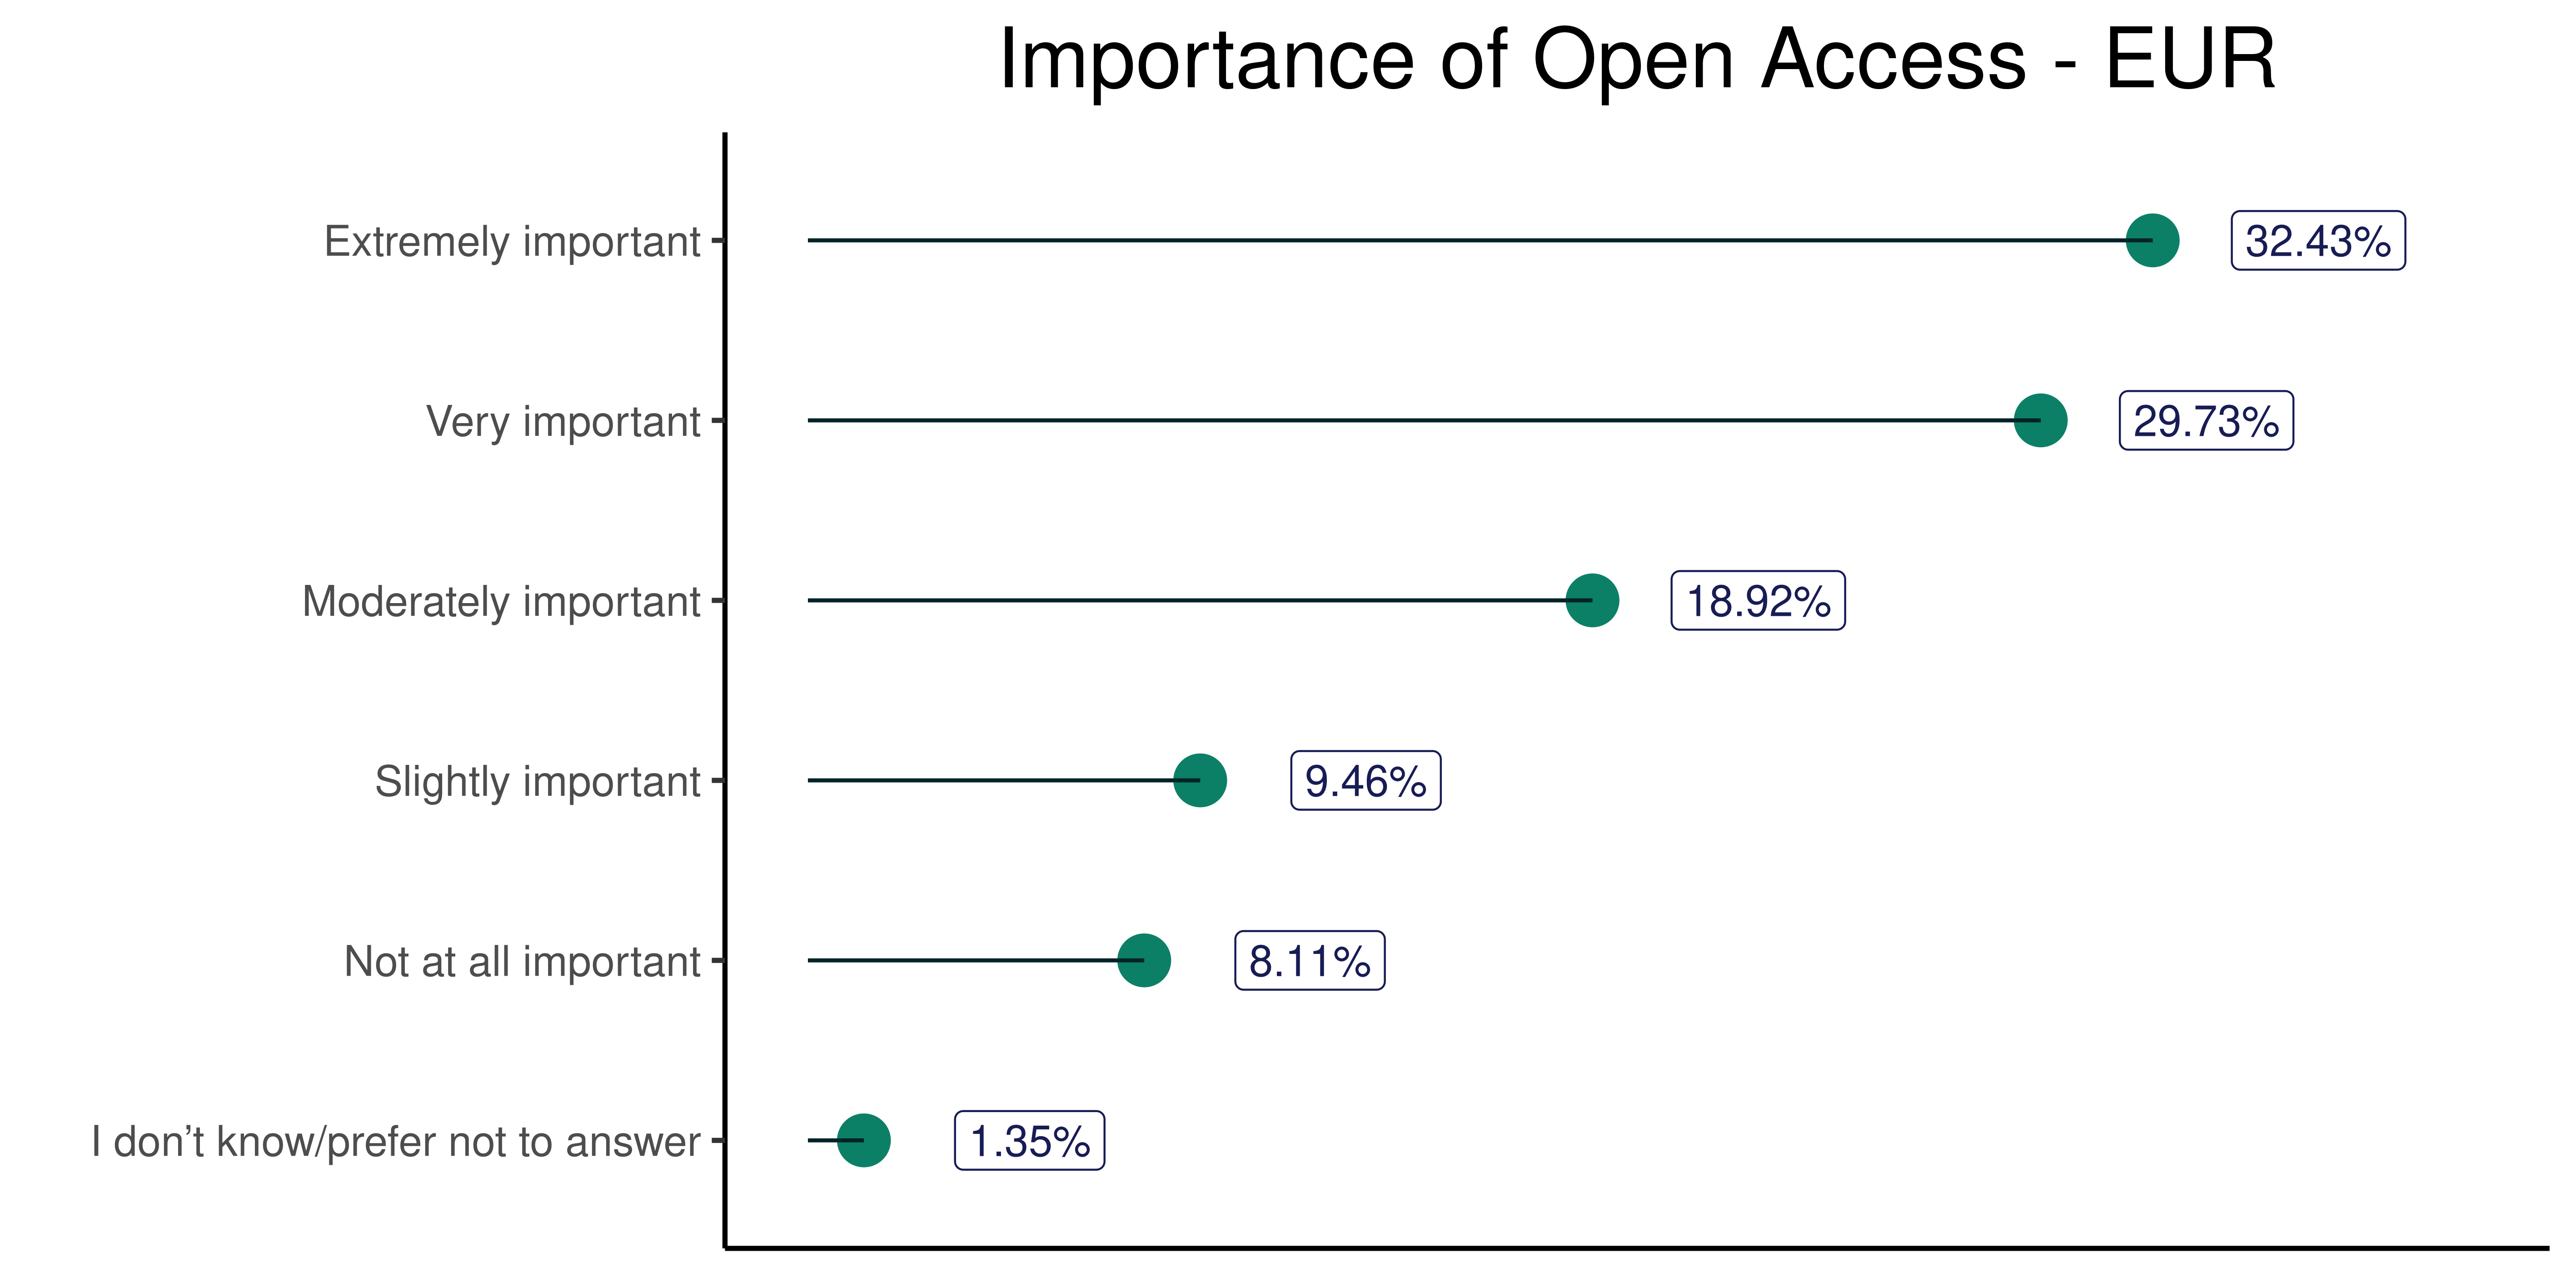 Importance of Open Access - EUR
Extremely important
32.43%
Very important
29.73%
Moderately important
18.92%
Slightly important
9.46%
Not at all important
8.11%
I don’t know/prefer not to answer
1.35%